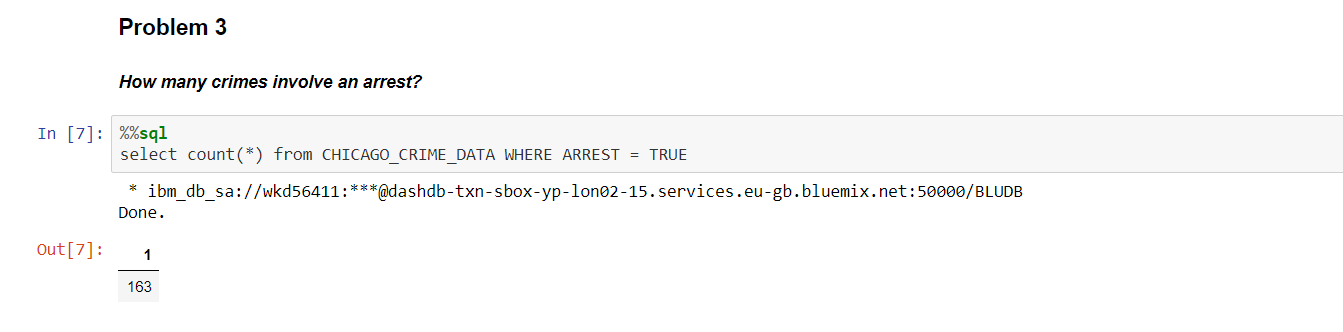 Problem 3
How many crimes involve an arrest?
In [7]: %%sql
select count(*) from CHICAGO_CRIME_DATA WHERE ARREST = TRUE
* ibm_db_sa://wkd56411:***@dashdb-txn-sbox-yp-lon02-15.services.eu-gb.bluemix.net:50000/BLUDB
Done.
Out[7]: 1
163